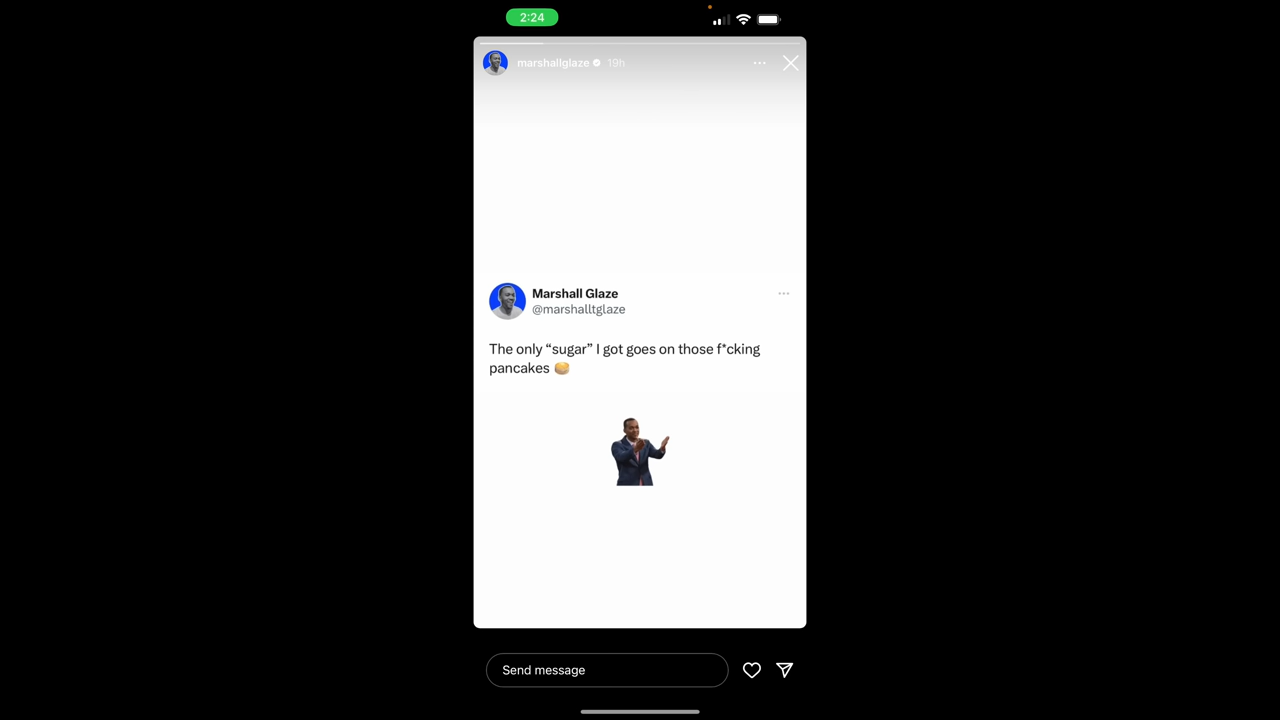 2:24
marshallglaze 19h
Marshall Glaze
@marshalltglaze
The only “sugar” I got goes on those f*cking
pancakes 🥞
Send message